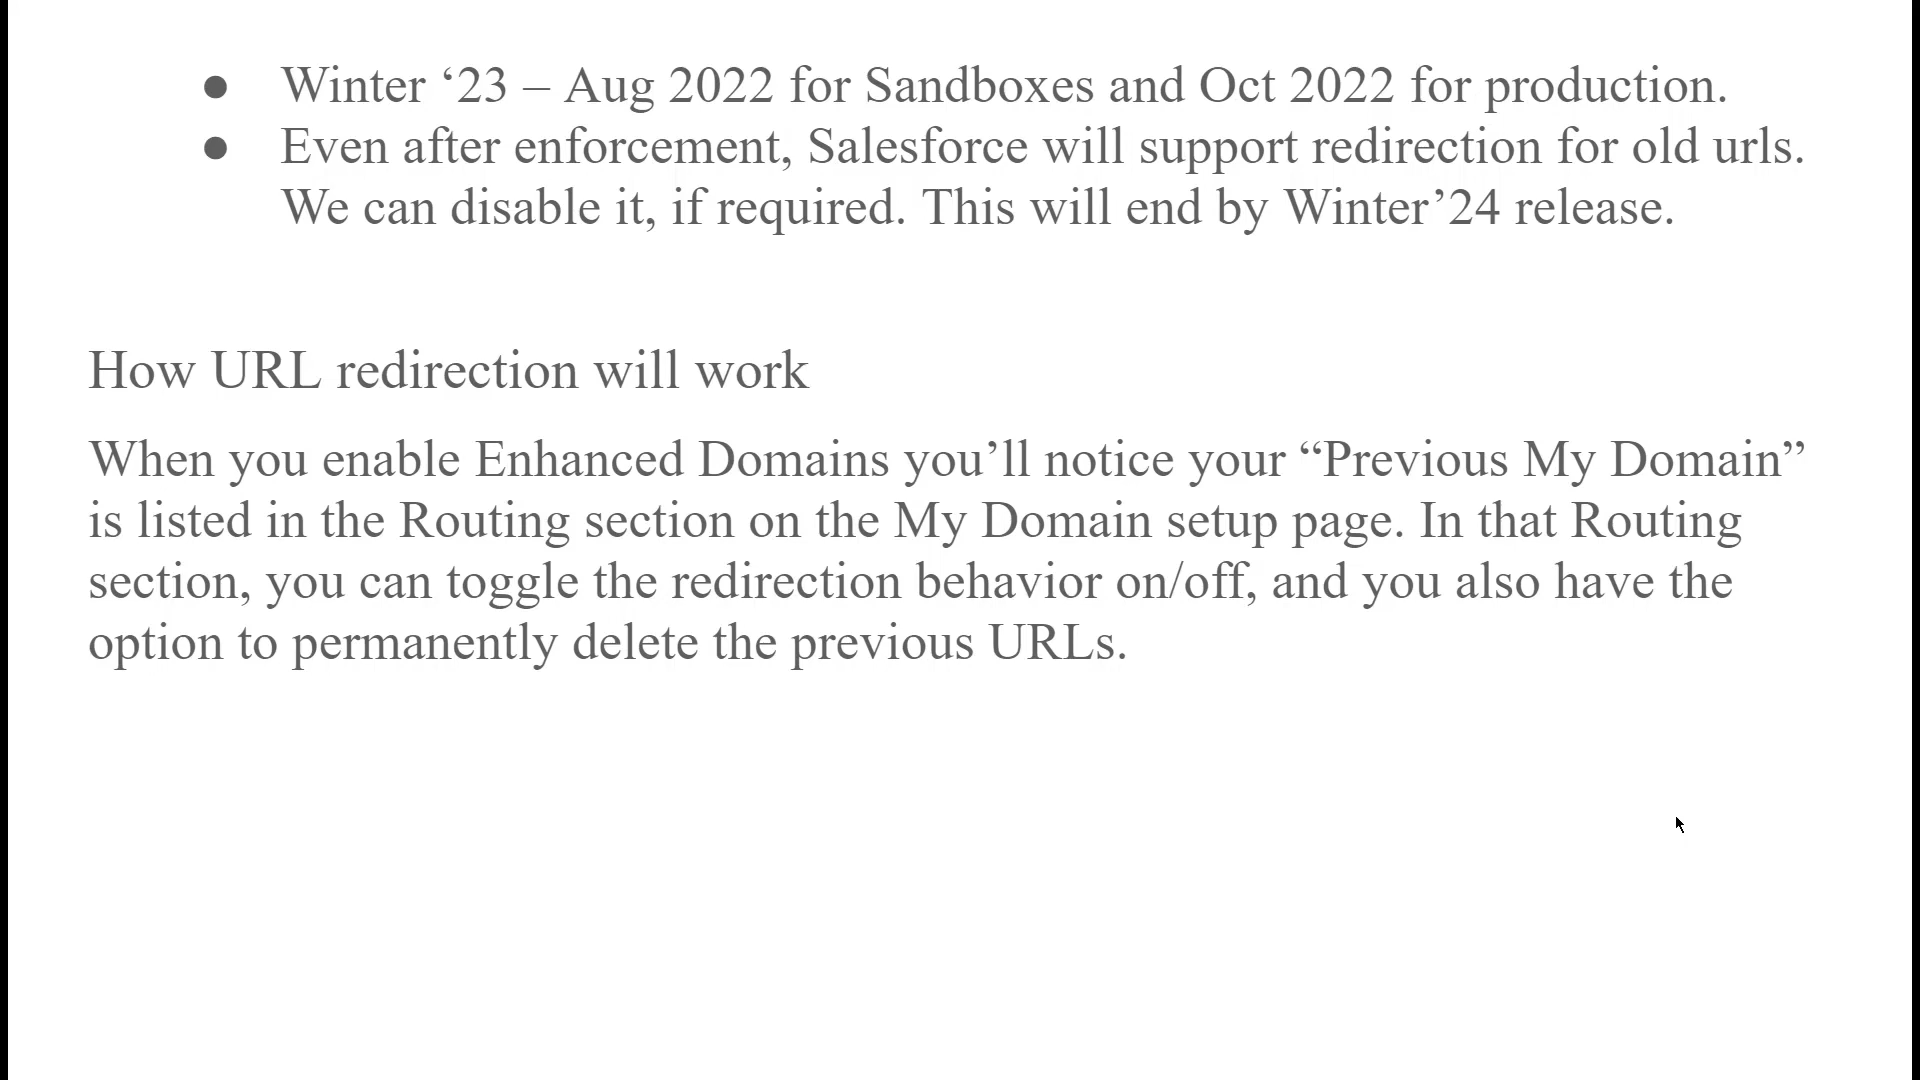 ● Winter ‘23 – Aug 2022 for Sandboxes and Oct 2022 for production.
● Even after enforcement, Salesforce will support redirection for old urls.
We can disable it, if required. This will end by Winter’24 release.
How URL redirection will work
When you enable Enhanced Domains you’ll notice your “Previous My Domain”
is listed in the Routing section on the My Domain setup page. In that Routing
section, you can toggle the redirection behavior on/off, and you also have the
option to permanently delete the previous URLs.